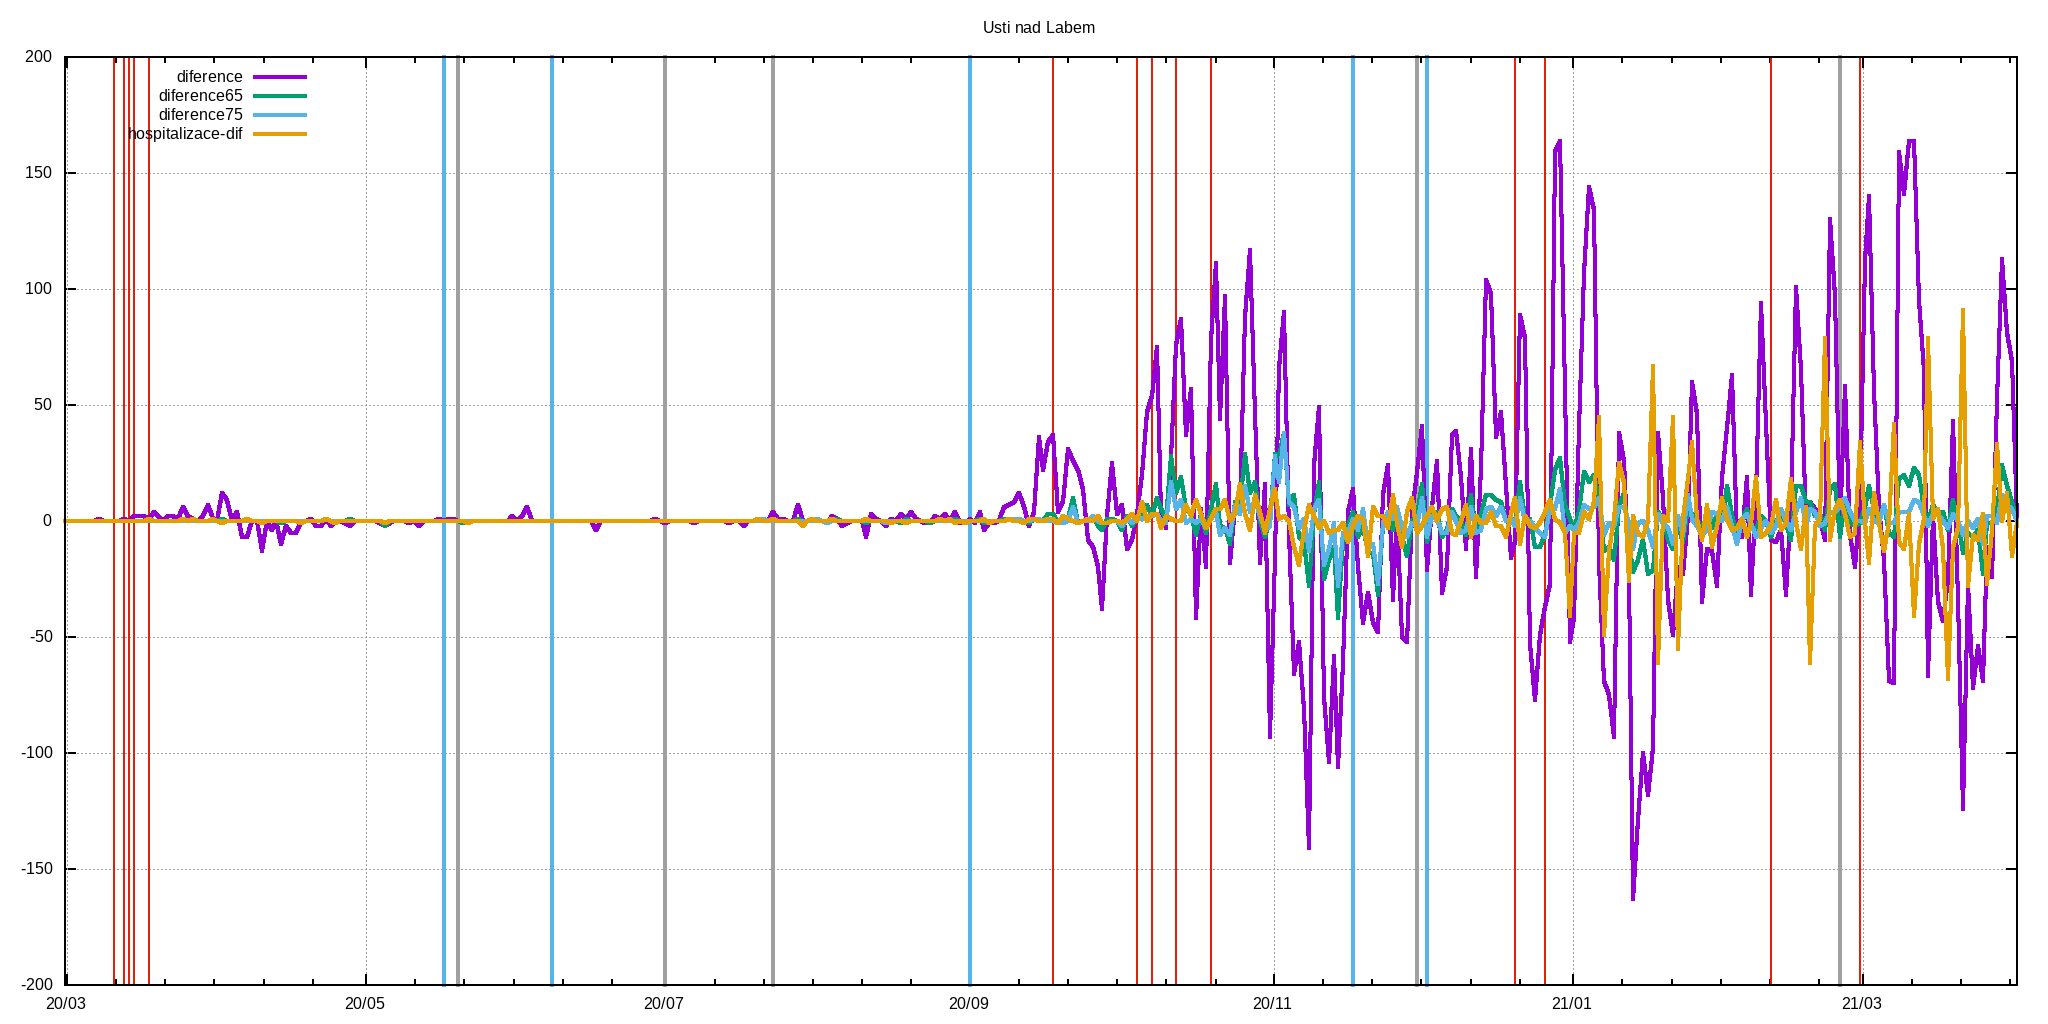 Usti nad Labem
200
diference
diference65
diference75
hospitalizace-dif
150
100
50
0
-50
-100
-150
-200
20/03 20/05 20/07 20/09 20/11 21/01 21/03